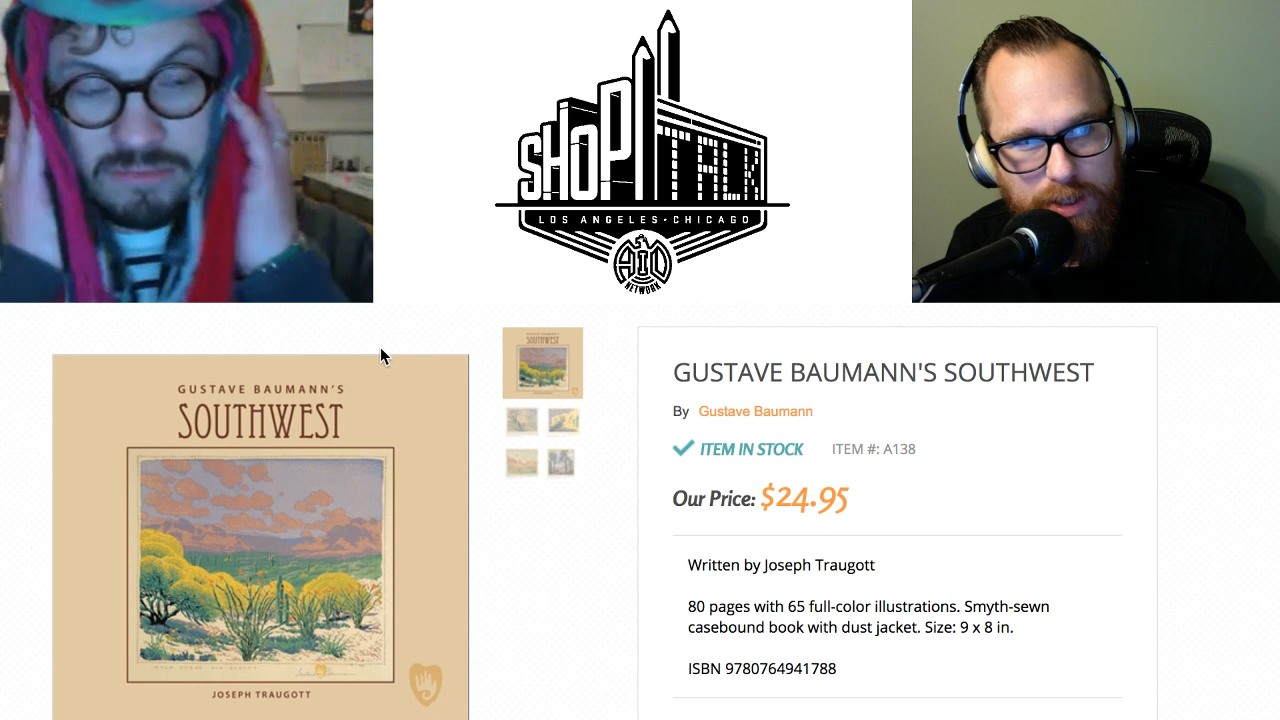 SHOP TALK
LOS ANGELES • CHICAGO
AID
NETWORK
GUSTAVE BAUMANN'S
SOUTHWEST
JOSEPH TRAUGOTT
SOUTHWEST
GUSTAVE BAUMANN'S SOUTHWEST
By Gustave Baumann
ITEM IN STOCK ITEM #: A138
Our Price: $24.95
Written by Joseph Traugott
80 pages with 65 full-color illustrations. Smyth-sewn
casebound book with dust jacket. Size: 9 x 8 in.
ISBN 9780764941788